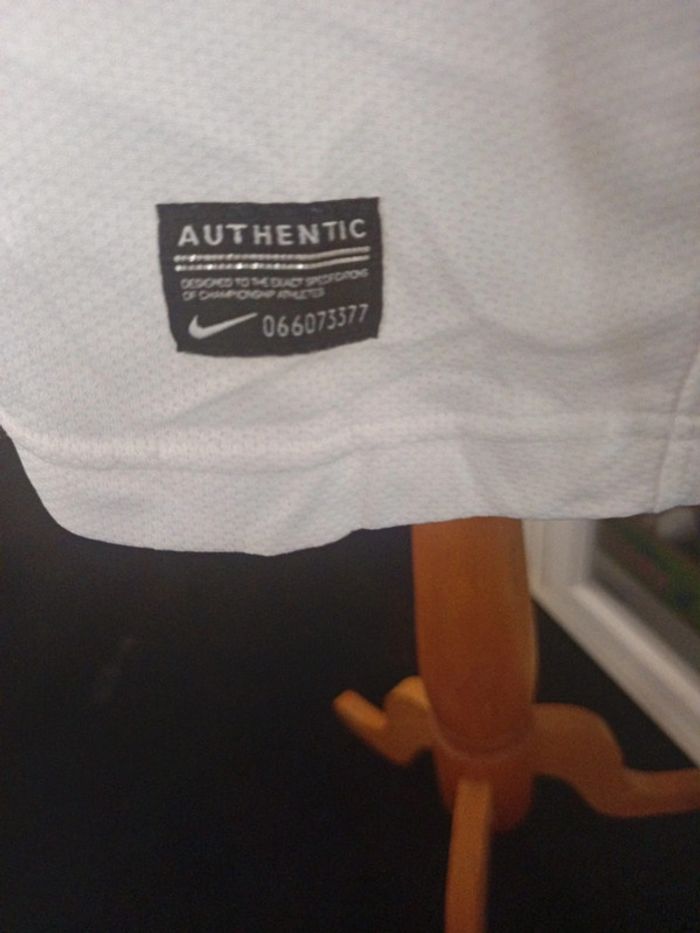 AUTHENTIC
DESIGNED TO THE EXACT SPECIFICATIONS
OF CHAMPIONSHIP ATHLETES
066073377